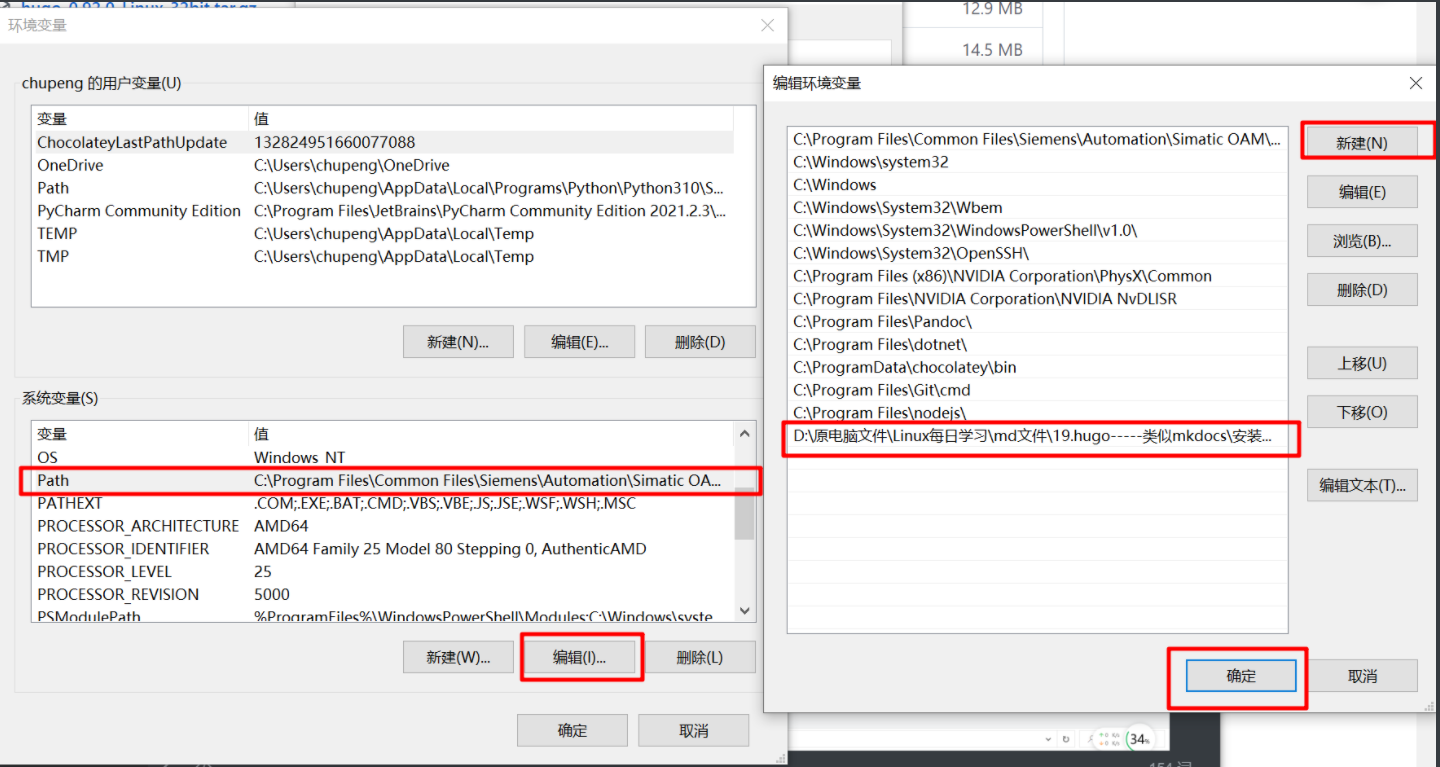 hugo_0.92.0_Linux-32bit.tar.gz
12.9 MB
14.5 MB
环境变量
chupeng 的用户变量(U)
变量 值
ChocolateyLastPathUpdate 132824951660077088
OneDrive C:\Users\chupeng\OneDrive
Path C:\Users\chupeng\AppData\Local\Programs\Python\Python310\S...
PyCharm Community Edition C:\Program Files\JetBrains\PyCharm Community Edition 2021.2.3\...
TEMP C:\Users\chupeng\AppData\Local\Temp
TMP C:\Users\chupeng\AppData\Local\Temp
新建(N)... 编辑(E)... 删除(D)
系统变量(S)
变量 值
OS Windows_NT
Path C:\Program Files\Common Files\Siemens\Automation\Simatic OA...
PATHEXT .COM;.EXE;.BAT;.CMD;.VBS;.VBE;.JS;.JSE;.WSF;.WSH;.MSC
PROCESSOR_ARCHITECTURE AMD64
PROCESSOR_IDENTIFIER AMD64 Family 25 Model 80 Stepping 0, AuthenticAMD
PROCESSOR_LEVEL 25
PROCESSOR_REVISION 5000
PSModulePath %ProgramFiles%\WindowsPowerShell\Modules;C:\Windows\syste...
新建(W)... 编辑(I)... 删除(L)
确定 取消
编辑环境变量
C:\Program Files\Common Files\Siemens\Automation\Simatic OAM\...
C:\Windows\system32
C:\Windows
C:\Windows\System32\Wbem
C:\Windows\System32\WindowsPowerShell\v1.0\
C:\Windows\System32\OpenSSH\
C:\Program Files (x86)\NVIDIA Corporation\PhysX\Common
C:\Program Files\NVIDIA Corporation\NVIDIA NvDLISR
C:\Program Files\Pandoc\
C:\Program Files\dotnet\
C:\ProgramData\chocolatey\bin
C:\Program Files\Git\cmd
C:\Program Files\nodejs\
D:\原电脑文件\Linux每日学习\md文件\19.hugo-----类似mkdocs\安装...
新建(N)
编辑(E)
浏览(B)...
删除(D)
上移(U)
下移(O)
编辑文本(T)...
确定 取消
34%